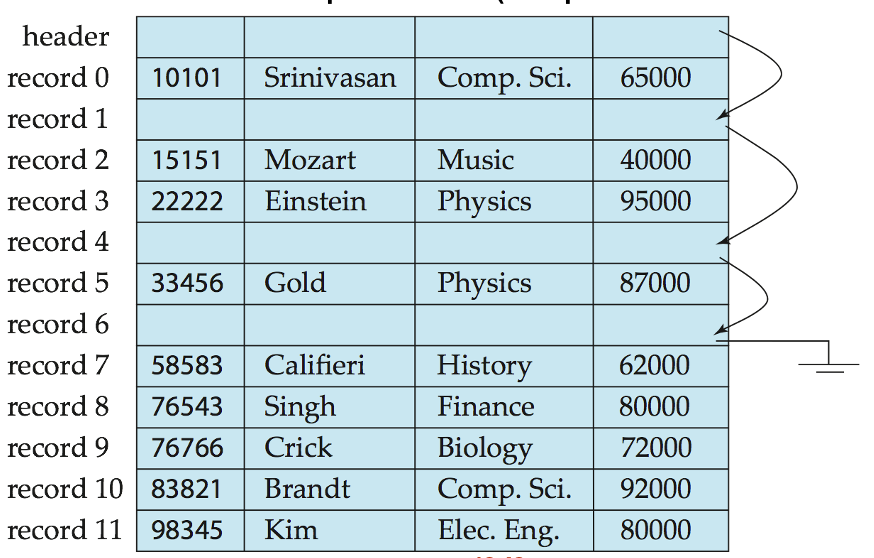 header
record 0 10101 Srinivasan Comp. Sci. 65000
record 1
record 2 15151 Mozart Music 40000
record 3 22222 Einstein Physics 95000
record 4
record 5 33456 Gold Physics 87000
record 6
record 7 58583 Califieri History 62000
record 8 76543 Singh Finance 80000
record 9 76766 Crick Biology 72000
record 10 83821 Brandt Comp. Sci. 92000
record 11 98345 Kim Elec. Eng. 80000